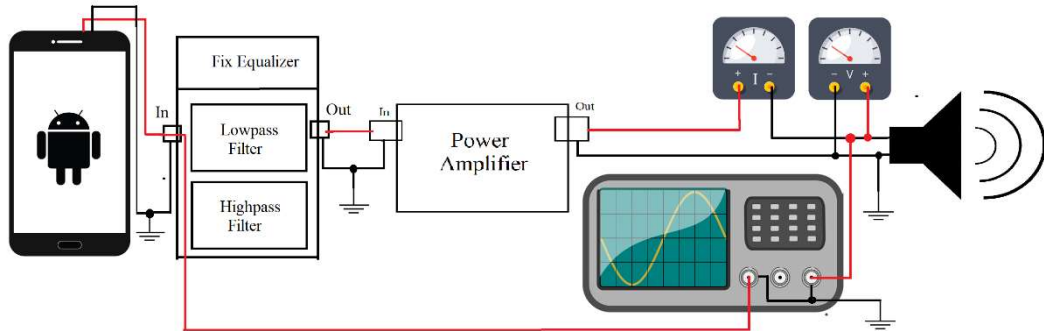 Fix Equalizer
In
Lowpass
Filter
Highpass
Filter
Out
In
Power
Amplifier
Out
+ I -
- V +